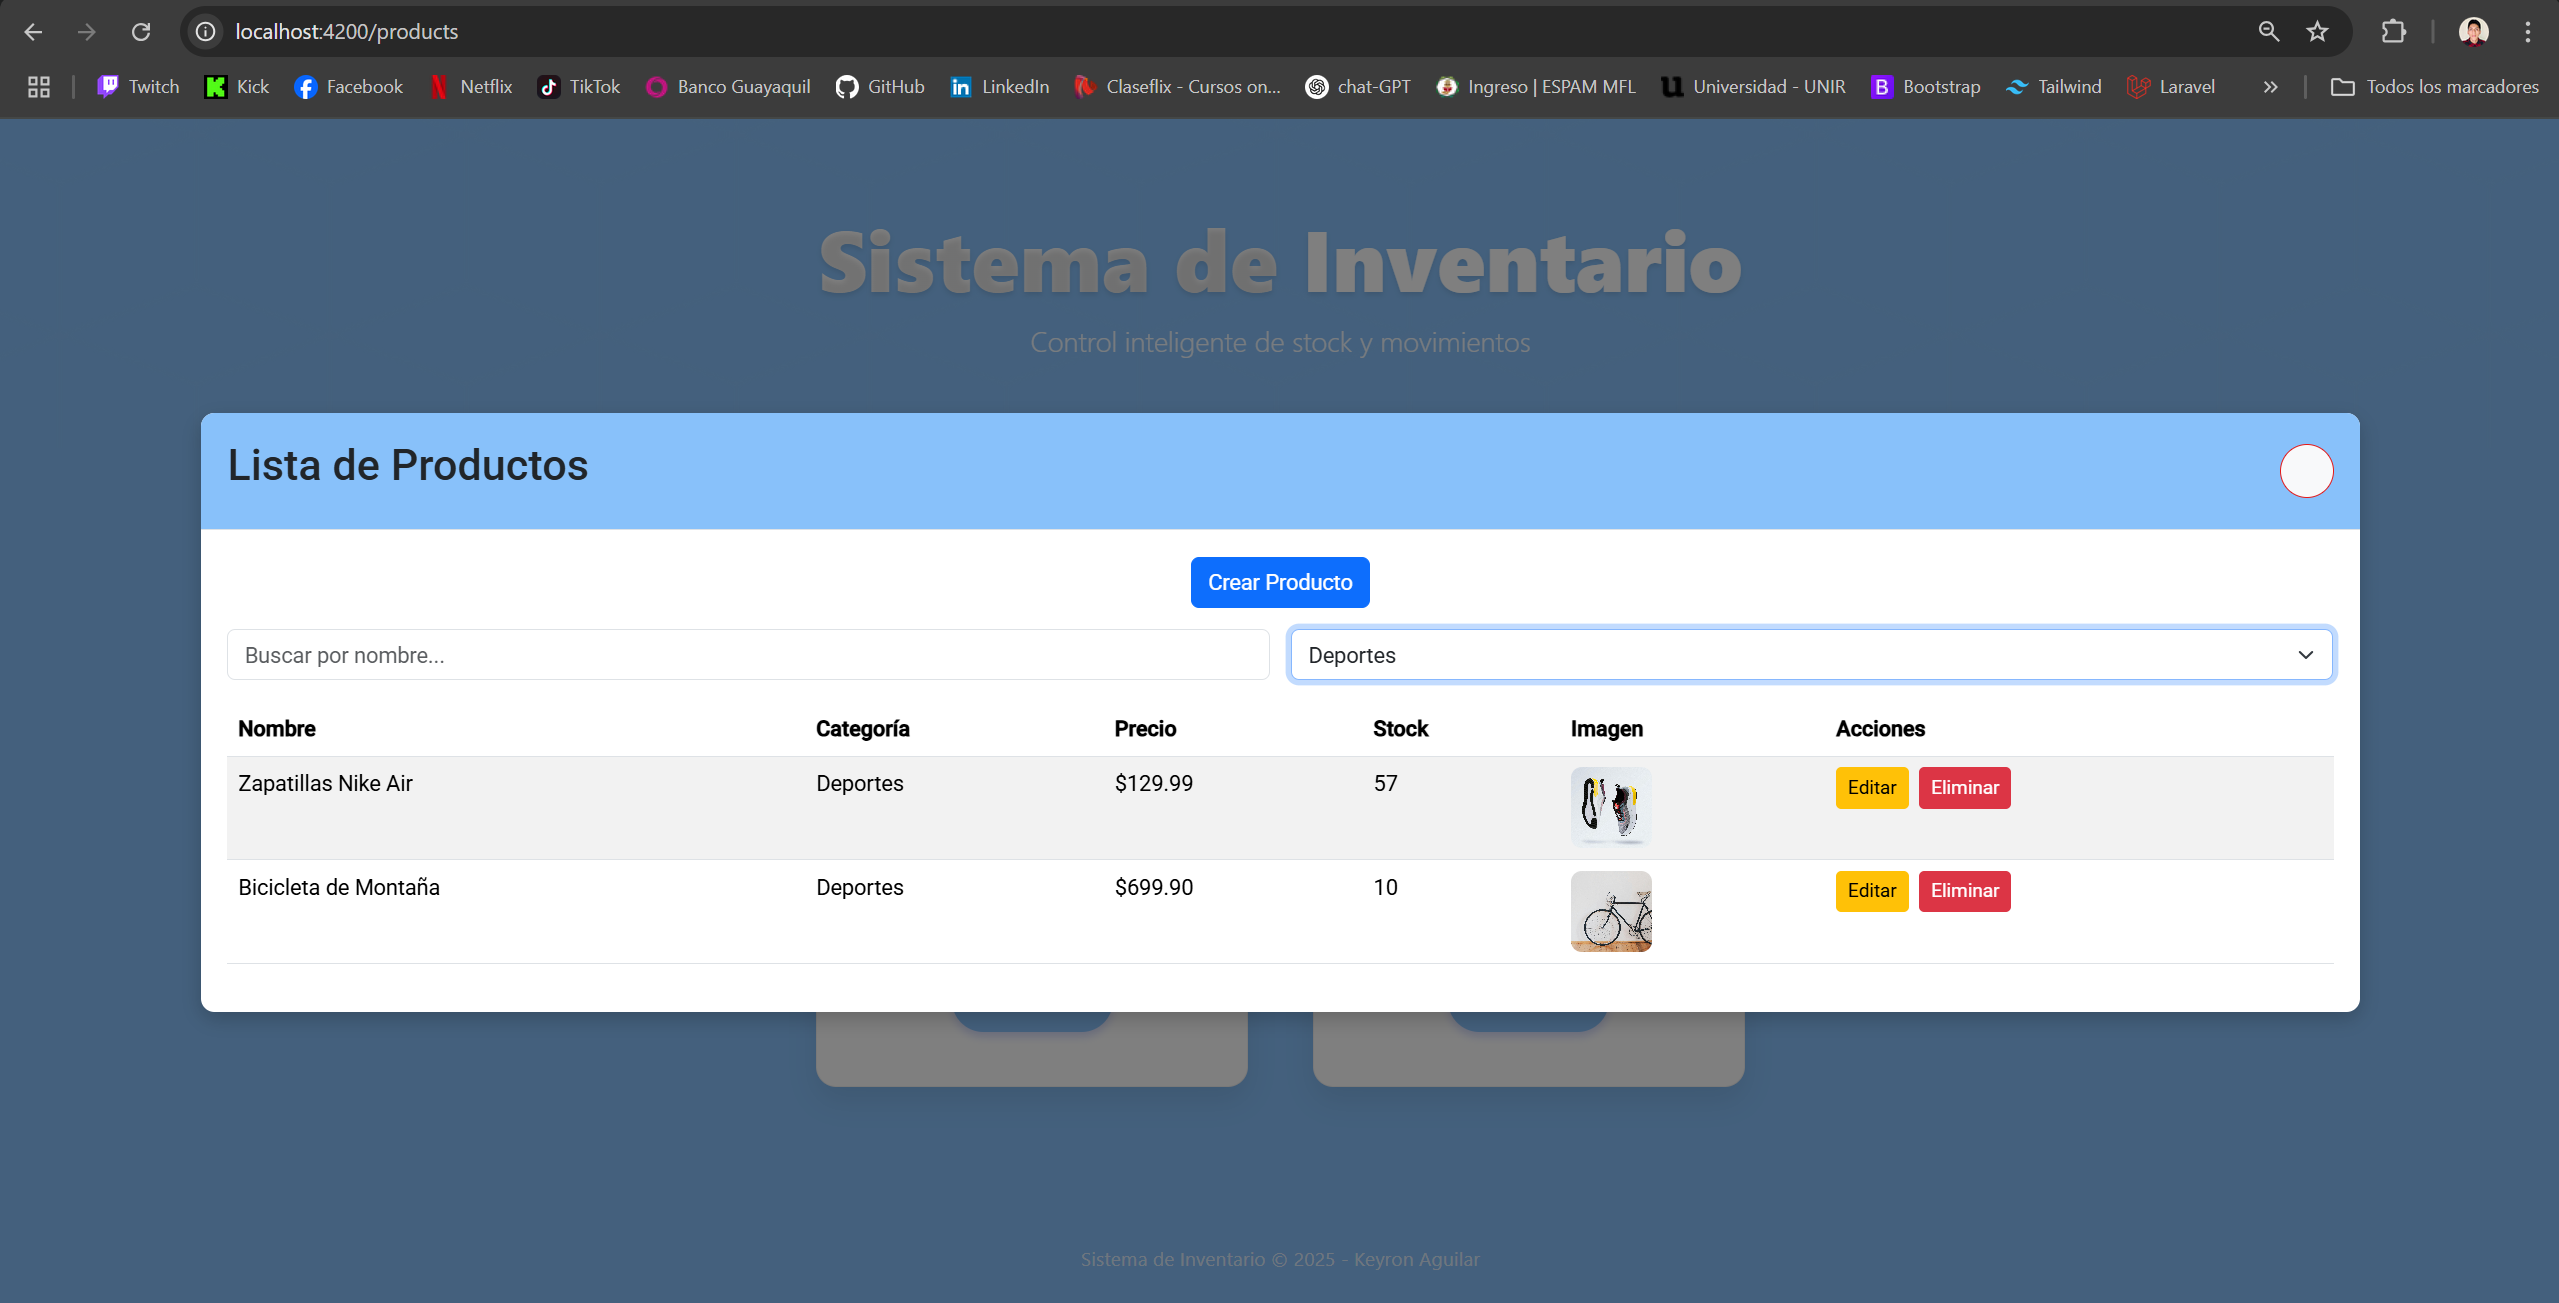 localhost:4200/products
Twitch Kick Facebook Netflix TikTok Banco Guayaquil GitHub LinkedIn Claseflix - Cursos on... chat-GPT Ingreso | ESPAM MFL Universidad - UNIR Bootstrap Tailwind Laravel » Todos los marcadores
Sistema de Inventario
Control inteligente de stock y movimientos
Lista de Productos
Crear Producto
Buscar por nombre... Deportes
Nombre Categoría Precio Stock Imagen Acciones
Zapatillas Nike Air Deportes $129.99 57 Editar Eliminar
Bicicleta de Montaña Deportes $699.90 10 Editar Eliminar
Sistema de Inventario © 2025 - Keyron Aguilar